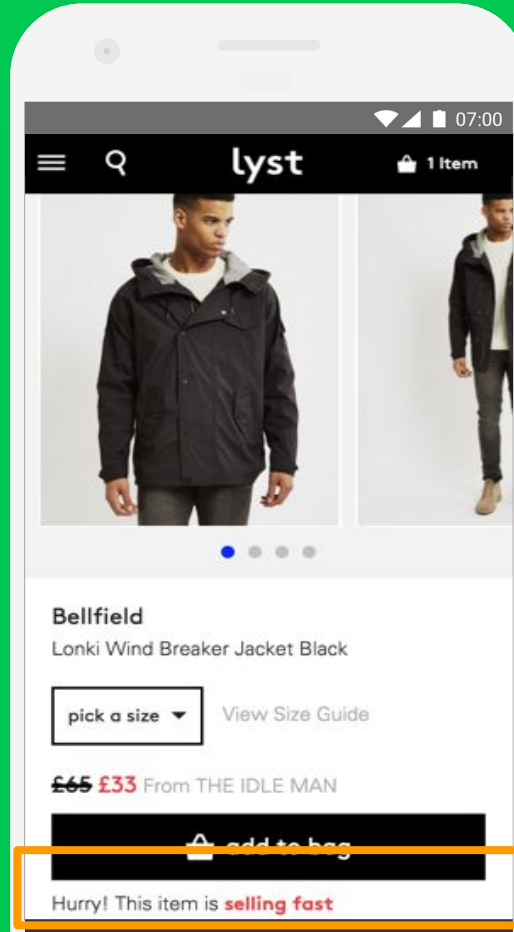 07:00
lyst
1 Item
Bellfield
Lonki Wind Breaker Jacket Black
pick a size View Size Guide
£65 £33 From THE IDLE MAN
add to bag
Hurry! This item is selling fast